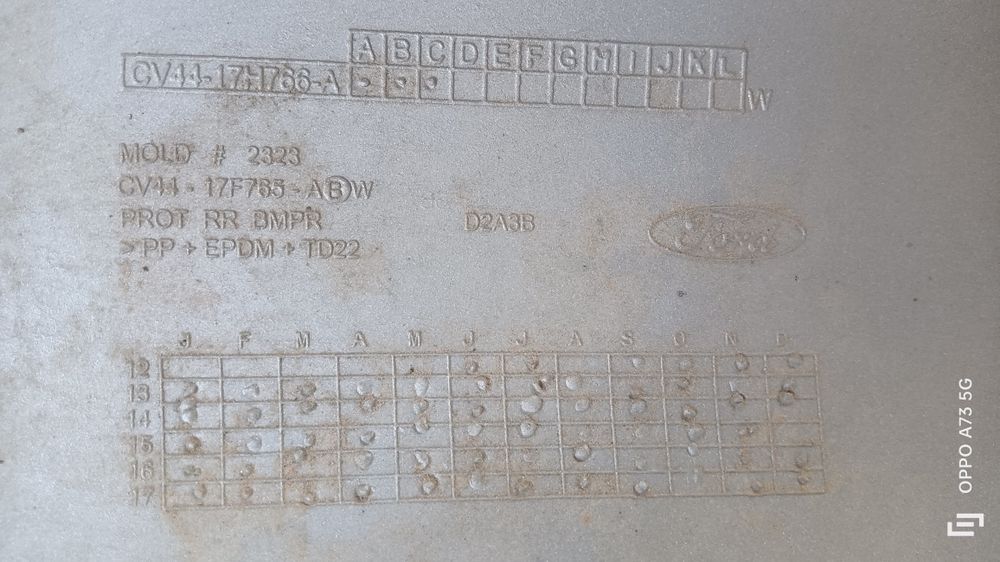 A B C D E F G H I J K L
CV44-17H766-A W
MOLD # 2323
CV44-17F765-A B W
PROT RR BMPR D2A3B Ford
>PP + EPDM + TD22
J F M A M J J A S O N D
12
13
14
15
16
17
OPPO A73 5G